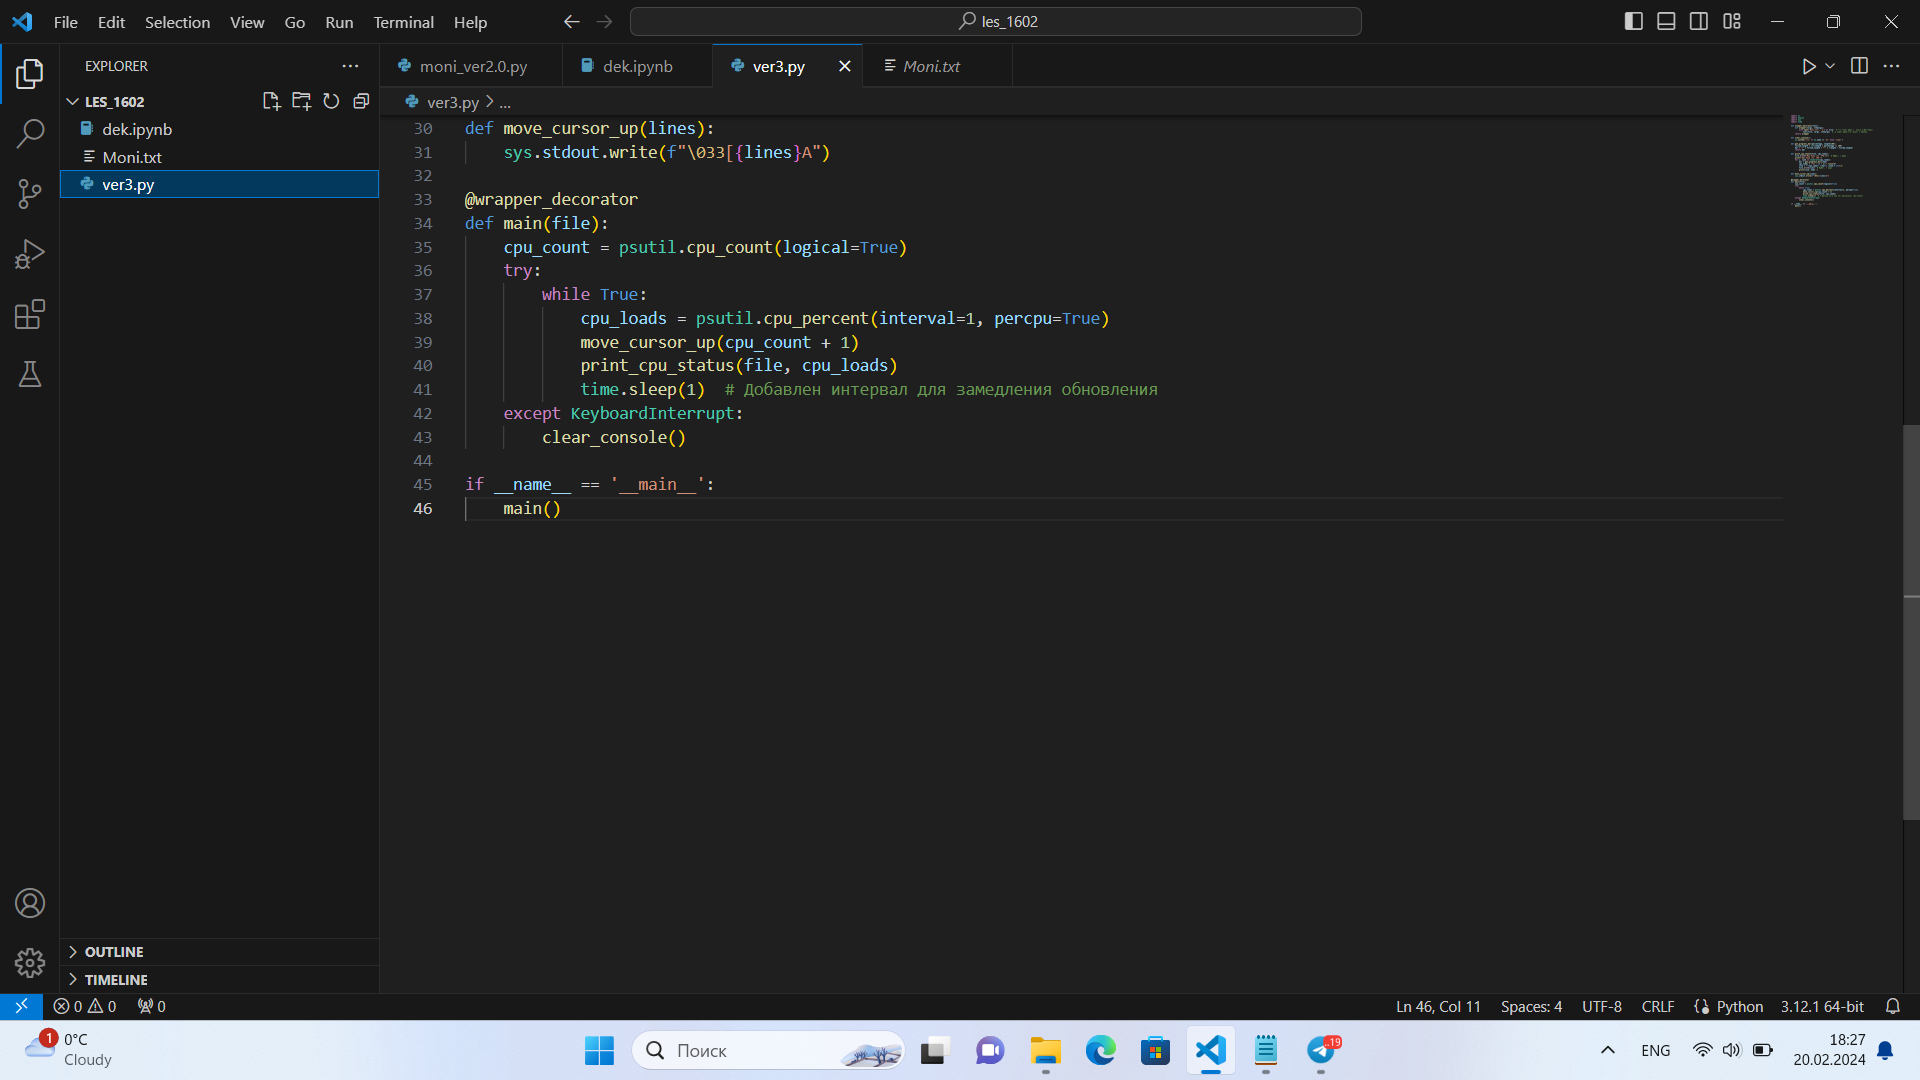 File Edit Selection View Go Run Terminal Help
les_1602
EXPLORER
LES_1602
dek.ipynb
Moni.txt
ver3.py
OUTLINE
TIMELINE
moni_ver2.0.py
dek.ipynb
ver3.py
Moni.txt
ver3.py > ...
30 def move_cursor_up(lines):
31 sys.stdout.write(f"\033[{lines}A")
32
33 @wrapper_decorator
34 def main(file):
35 cpu_count = psutil.cpu_count(logical=True)
36 try:
37 while True:
38 cpu_loads = psutil.cpu_percent(interval=1, percpu=True)
39 move_cursor_up(cpu_count + 1)
40 print_cpu_status(file, cpu_loads)
41 time.sleep(1)  # Добавлен интервал для замедления обновления
42 except KeyboardInterrupt:
43 clear_console()
44
45 if __name__ == '__main__':
46 main()
0 0 0
Ln 46, Col 11 Spaces: 4 UTF-8 CRLF Python 3.12.1 64-bit
1
0°C
Cloudy
Поиск
..19
ENG
18:27
20.02.2024